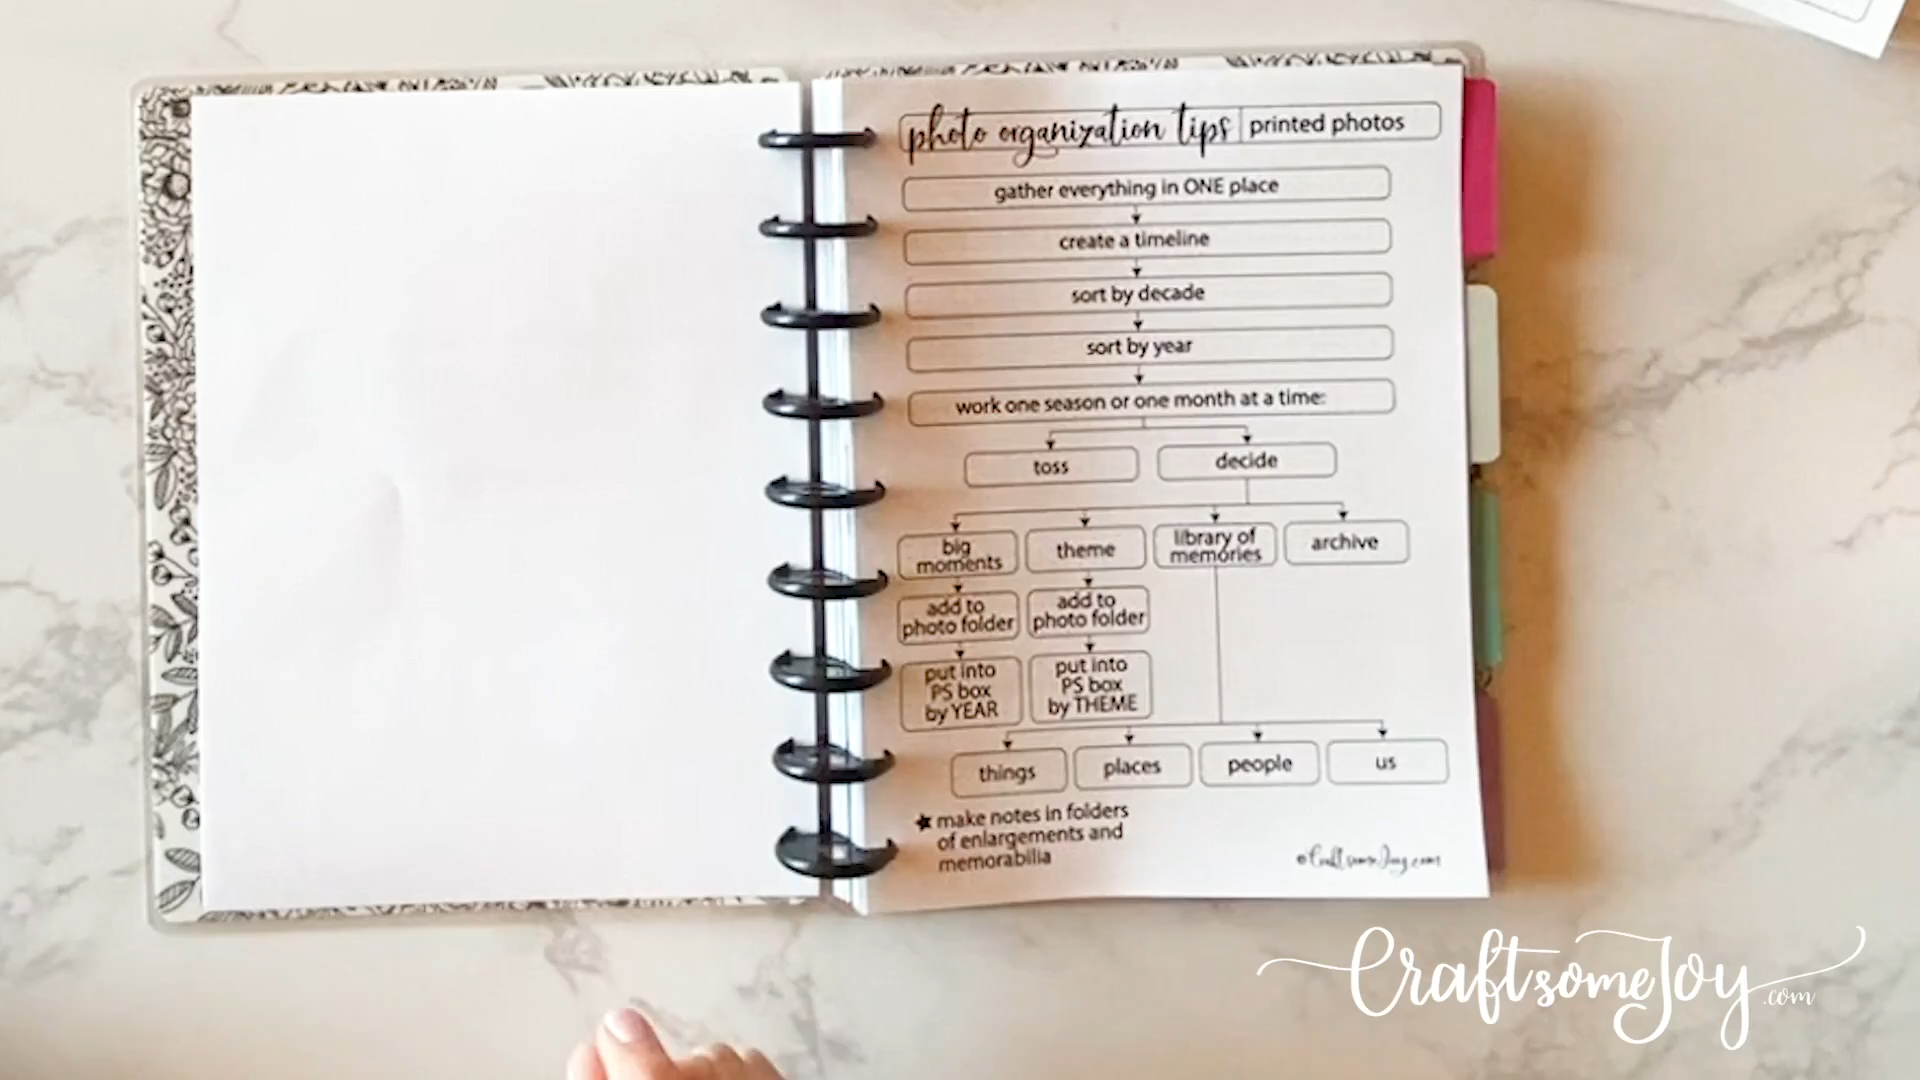 photo organization tips printed photos
gather everything in ONE place
create a timeline
sort by decade
sort by year
work one season or one month at a time:
toss
decide
big
moments
theme
library of
memories
archive
add to
photo folder
add to
photo folder
put into
PS box
by YEAR
put into
PS box
by THEME
things
places
people
us
★ make notes in folders
of enlargements and
memorabilia
©CraftsomeJoy.com
CraftsomeJoy.com